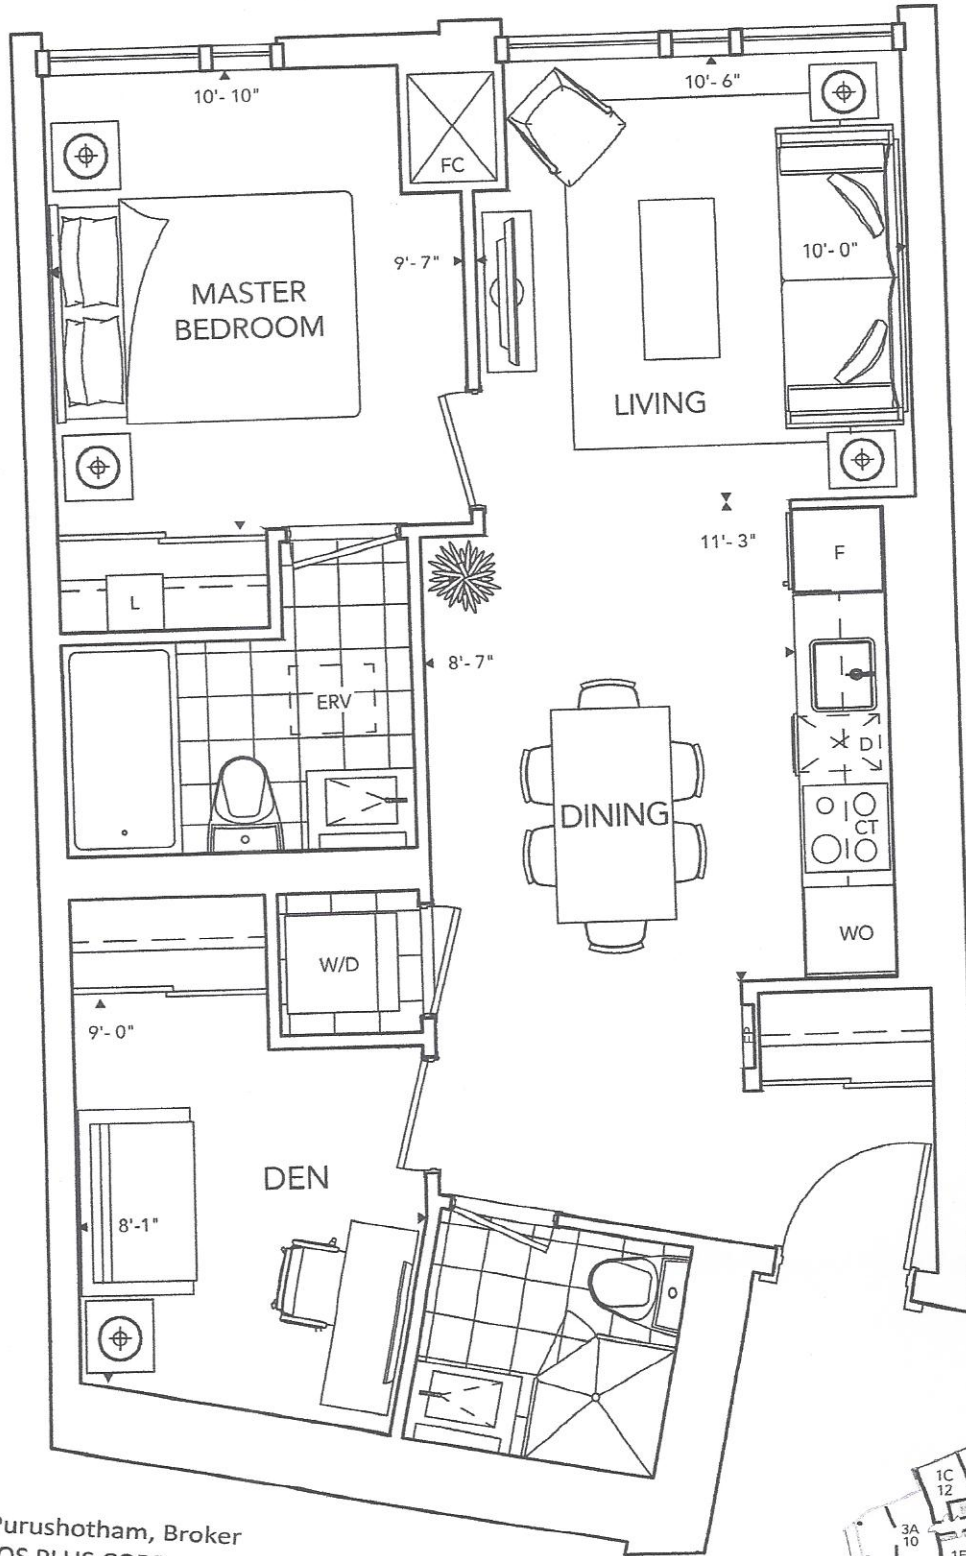 10'- 10"
10'- 6"
FC
9'- 7"
10'- 0"
MASTER
BEDROOM
LIVING
11'- 3"
F
L
8'- 7"
ERV
D
DINING
CT
WO
W/D
9'- 0"
DEN
8'-1"
Purushotham, Broker
1C
12
3A
10